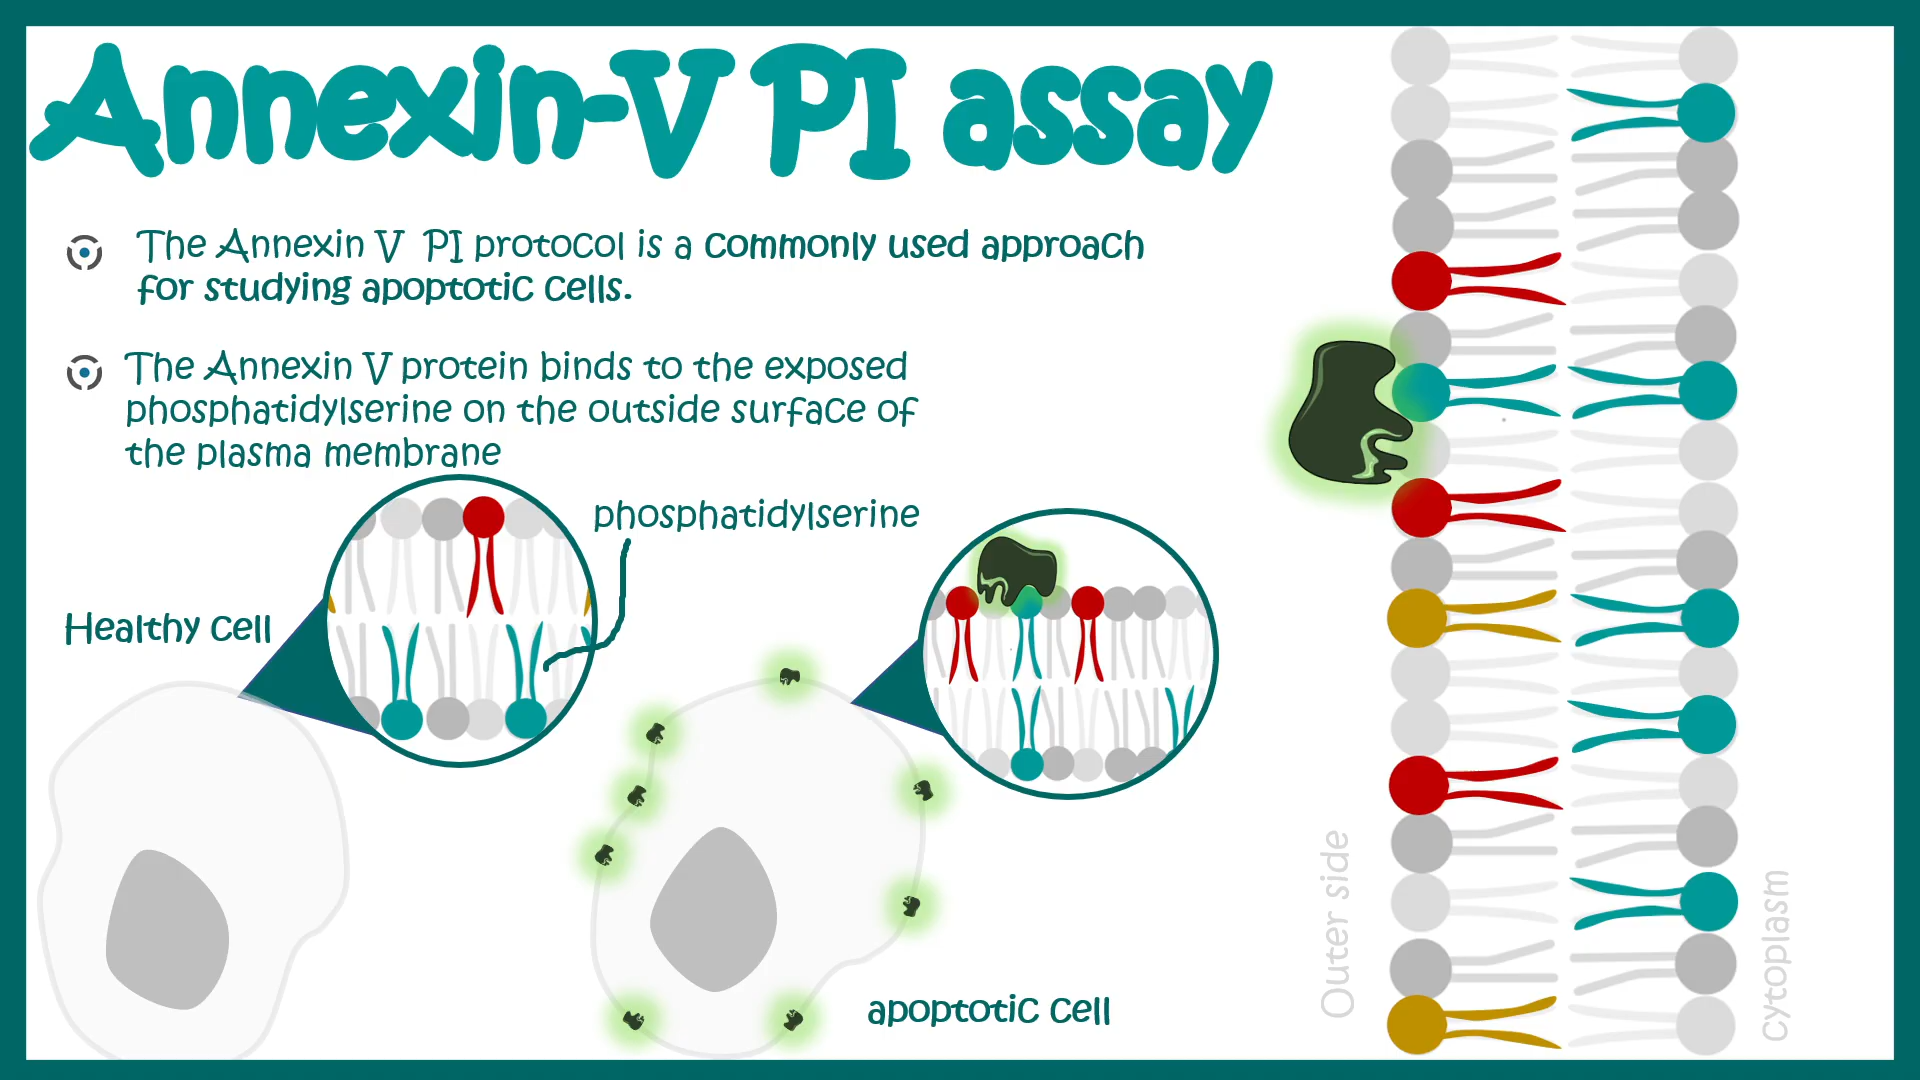 Annexin-V PI assay
The Annexin V PI protocol is a commonly used approach
for studying apoptotic cells.
The Annexin V protein binds to the exposed
phosphatidylserine on the outside surface of
the plasma membrane
phosphatidylserine
Healthy cell
apoptotic cell
Outer side
Cytoplasm